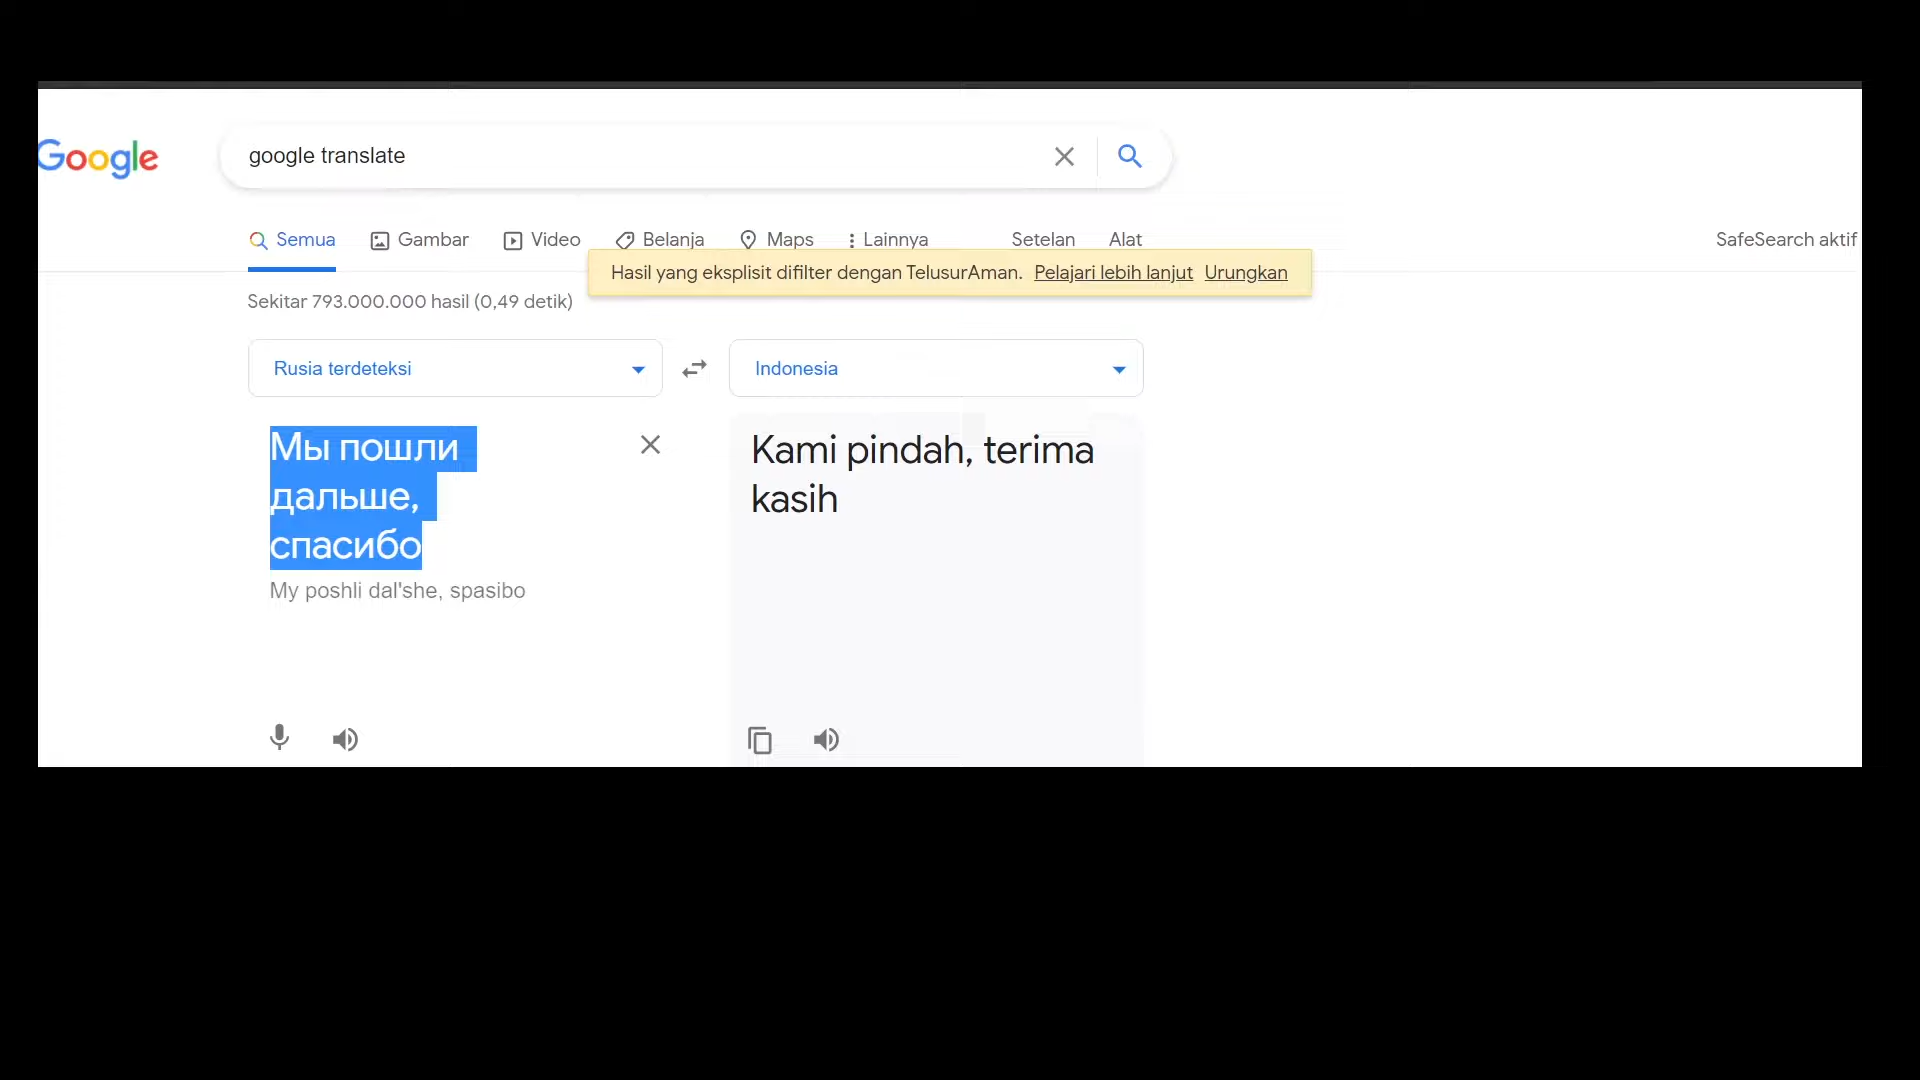 Google
google translate
Semua Gambar Video Belanja Maps Lainnya Setelan Alat SafeSearch aktif
Hasil yang eksplisit difilter dengan TelusurAman. Pelajari lebih lanjut Urungkan
Sekitar 793.000.000 hasil (0,49 detik)
Rusia terdeteksi
Indonesia
Мы пошли
дальше,
спасибо
My poshli dal'she, spasibo
Kami pindah, terima
kasih